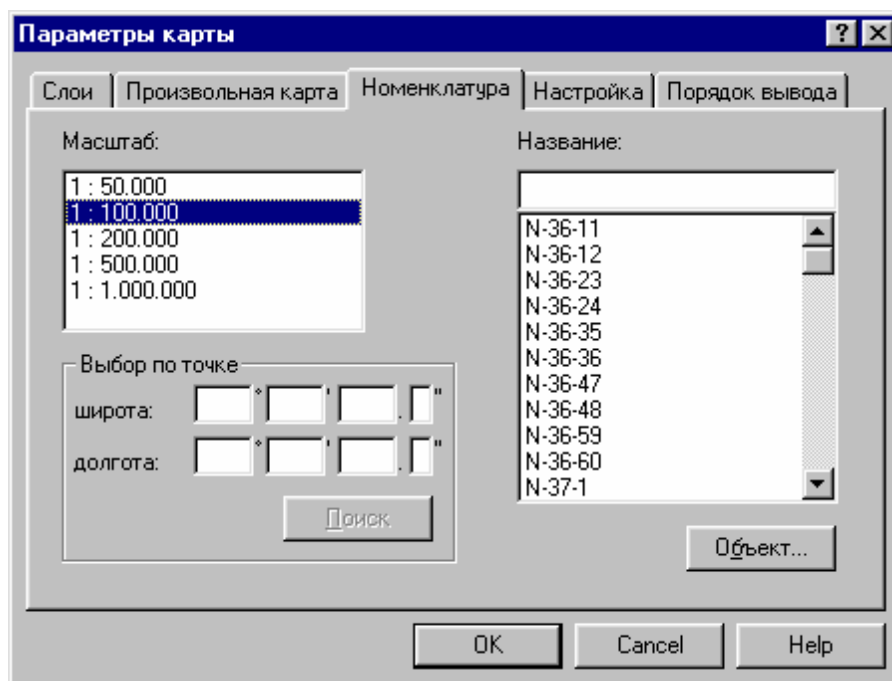 Параметры карты
Слои Произвольная карта Номенклатура Настройка Порядок вывода
Масштаб:
1 : 50.000
1 : 100.000
1 : 200.000
1 : 500.000
1 : 1.000.000
Выбор по точке
широта: ° ' . "
долгота: ° ' . "
Поиск
Название:
N-36-11
N-36-12
N-36-23
N-36-24
N-36-35
N-36-36
N-36-47
N-36-48
N-36-59
N-36-60
N-37-1
Объект...
OK Cancel Help